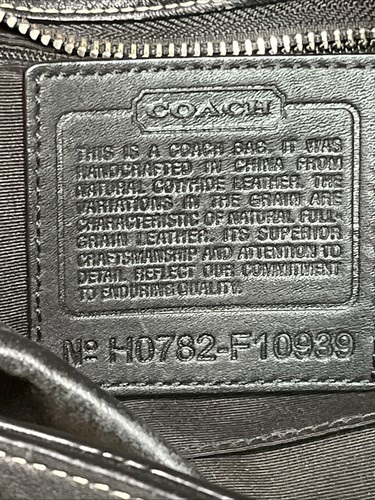 COACH
THIS IS A COACH BAG. IT WAS
HANDCRAFTED IN CHINA FROM
NATURAL COWHIDE LEATHER. THE
VARIATIONS IN THE GRAIN ARE
CHARACTERISTIC OF NATURAL FULL-
GRAIN LEATHER. ITS SUPERIOR
CRAFTSMANSHIP AND ATTENTION TO
DETAIL REFLECT OUR COMMITMENT
TO ENDURING QUALITY.
Nº H0782-F10939